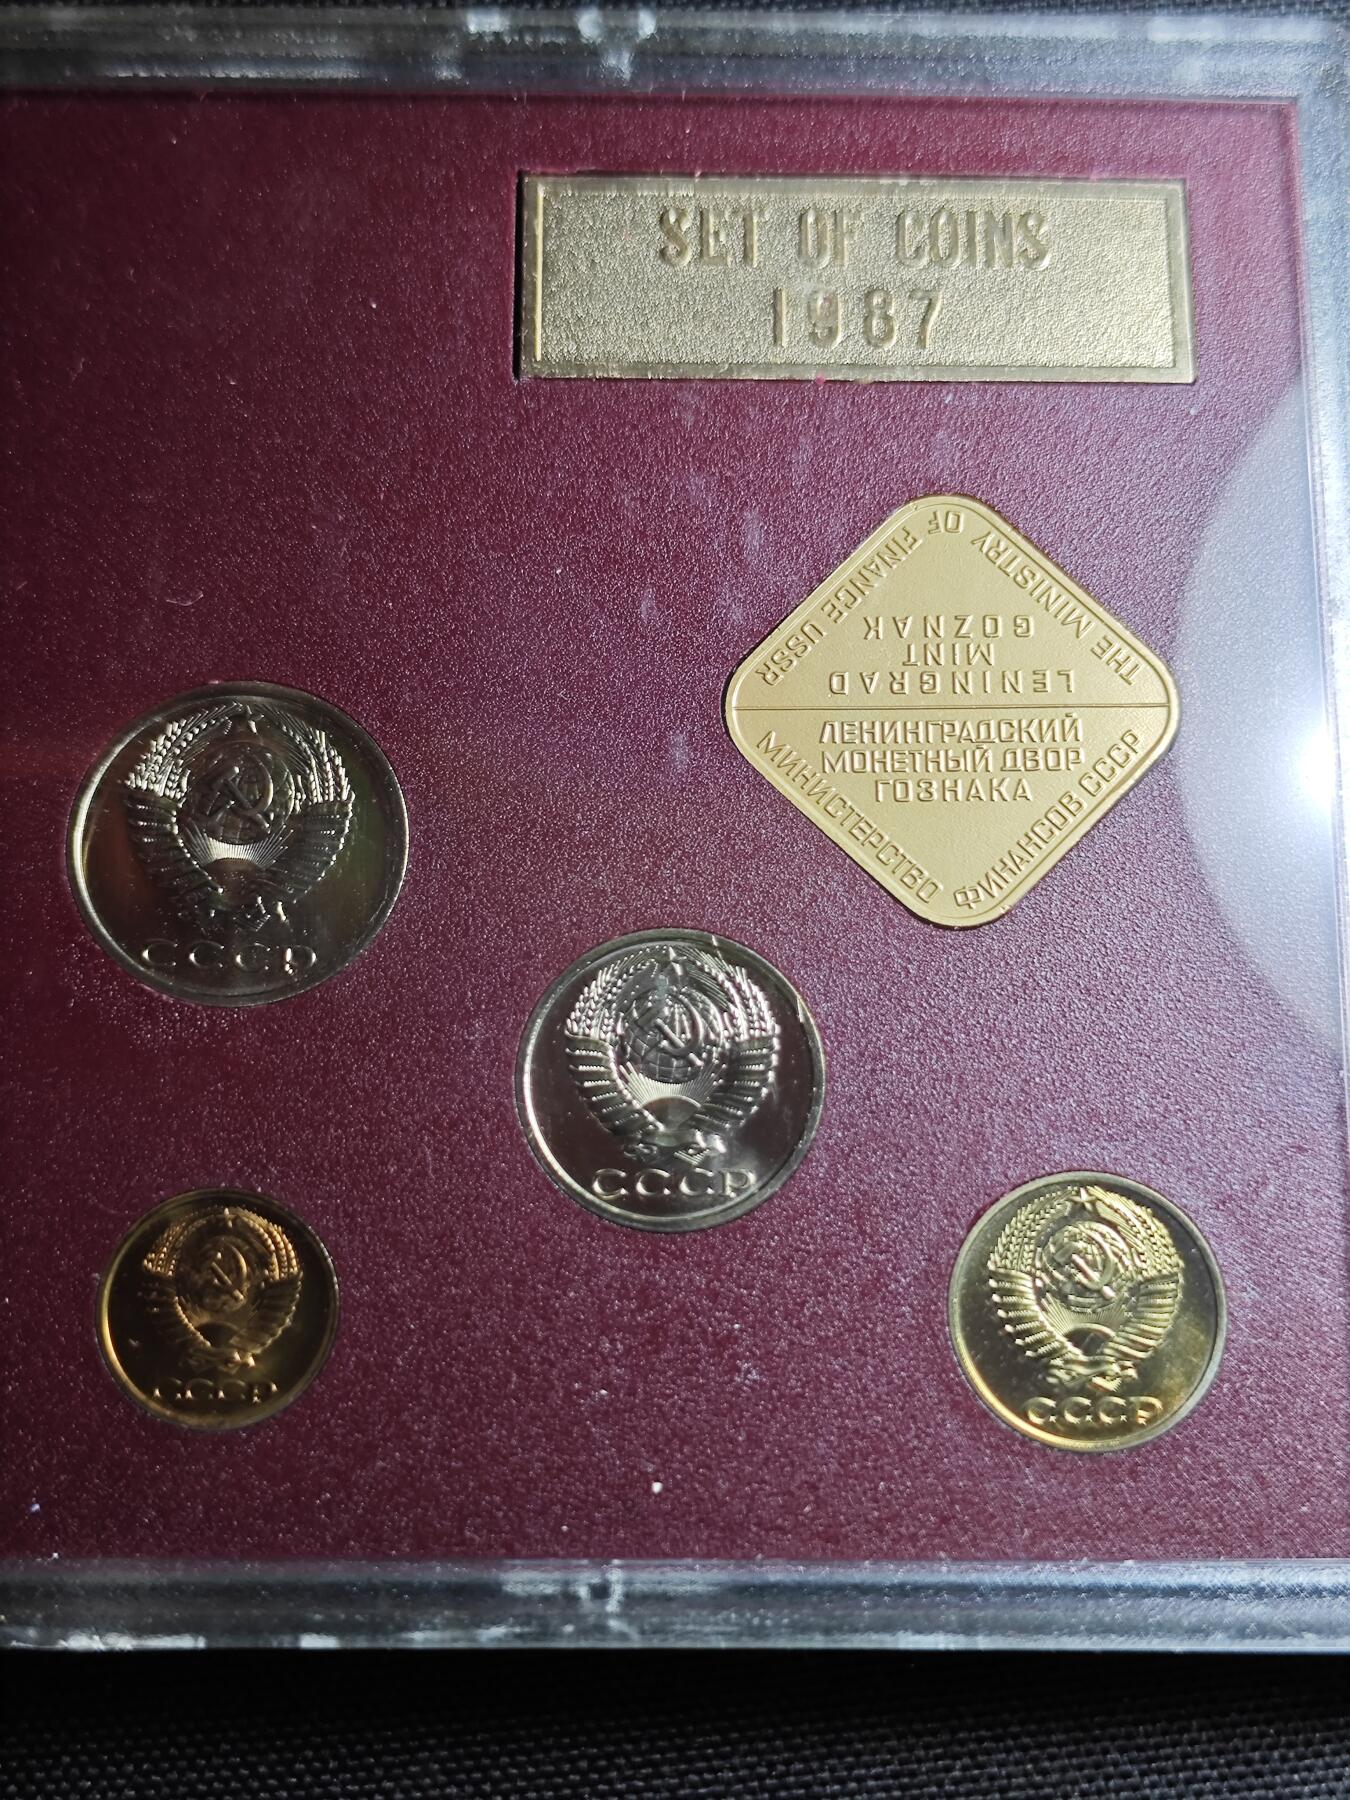 SET OF COINS
1987
THE MINISTRY OF FINANCE USSR
LENINGRAD
MINT
GOZNAK
ЛЕНИНГРАДСКИЙ
МОНЕТНЫЙ ДВОР
ГОЗНАКА
МИНИСТЕРСТВО ФИНАНСОВ СССР
СССР
СССР
СССР
СССР